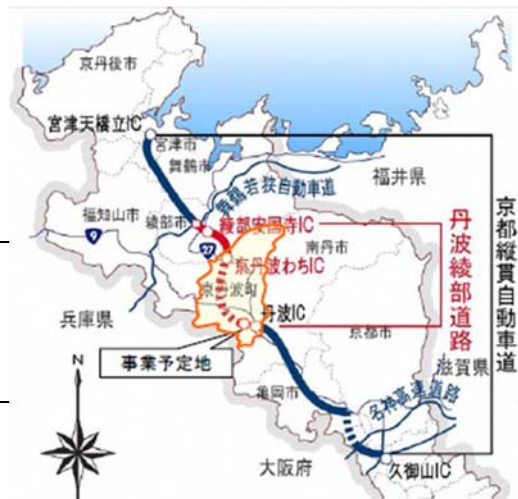 京丹後市
宮津天橋立IC
宮津市
舞鶴市
舞鶴若狭自動車道
福井県
福知山市
綾部市
綾部安国寺IC
9
27
南丹市
京丹波わちIC
京丹波町
兵庫県
丹波IC
京都市
丹波綾部道路
京都縦貫自動車道
滋賀県
事業予定地
亀岡市
名神高速道路
N
大阪府
久御山IC